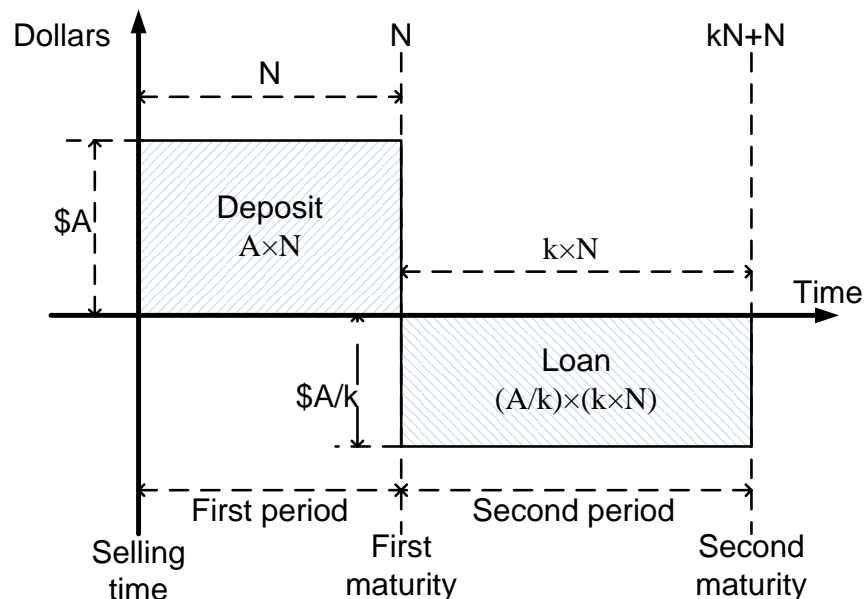 Dollars
N
kN+N
N
$A
Deposit
A×N
k×N
Time
$A/k
Loan
(A/k)×(k×N)
First period
Second period
Selling
time
First
maturity
Second
maturity